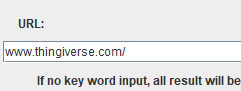 URL:
www.thingiverse.com/
If no key word input, all result will be